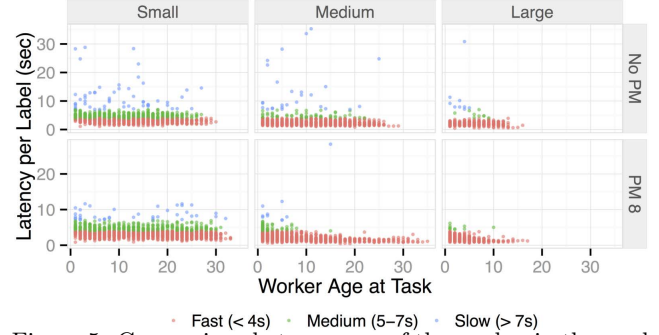 Small Medium Large
30
20
10
0
No PM
20
10
0
PM 8
Latency per Label (sec)
0 10 20 30 0 10 20 30 0 10 20 30
Worker Age at Task
Fast (< 4s) Medium (5–7s) Slow (> 7s)